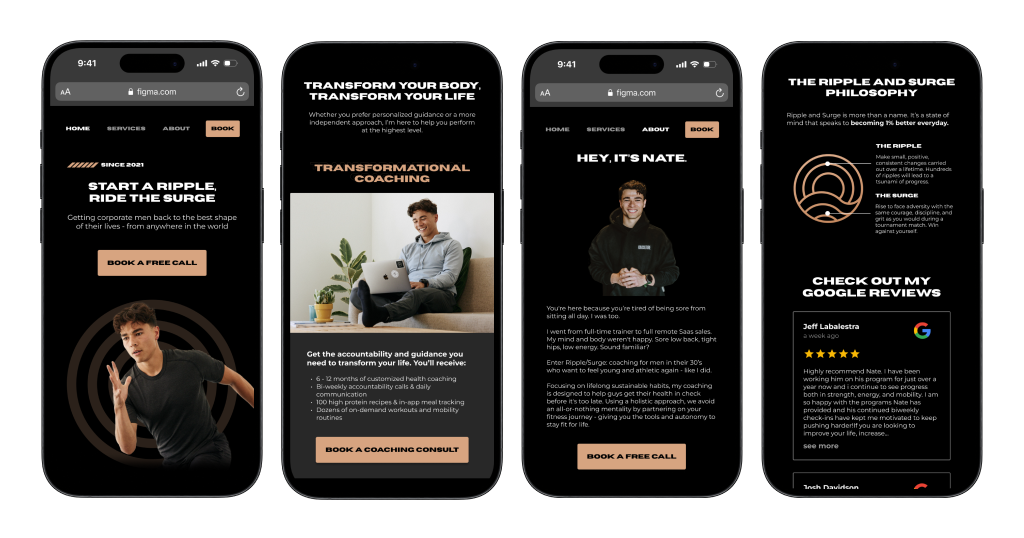 9:41
AA
figma.com
HOME SERVICES ABOUT BOOK
SINCE 2021
START A RIPPLE,
RIDE THE SURGE
Getting corporate men back to the best shape
of their lives - from anywhere in the world
BOOK A FREE CALL
TRANSFORM YOUR BODY,
TRANSFORM YOUR LIFE
Whether you prefer personalized guidance or a more
independent approach, I'm here to help you perform
at the highest level.
TRANSFORMATIONAL
COACHING
Get the accountability and guidance you
need to transform your life. You'll receive:
• 6 - 12 months of customized health coaching
• Bi-weekly accountability calls & daily
communication
• 100 high protein recipes & in-app meal tracking
• Dozens of on-demand workouts and mobility
routines
BOOK A COACHING CONSULT
9:41
AA
figma.com
HOME SERVICES ABOUT BOOK
HEY, IT'S NATE.
You're here because you're tired of being sore from
sitting all day. I was too.
I went from full-time trainer to full remote Saas sales.
My mind and body weren't happy. Sore low back, tight
hips, low energy. Sound familiar?
Enter Ripple/Surge: coaching for men in their 30's
who want to feel young and athletic again - like I did.
Focusing on lifelong sustainable habits, my coaching
is designed to help guys get their health in check
before it's too late. Using a holistic approach, we avoid
an all-or-nothing mentality by partnering on your
fitness journey - giving you the tools and autonomy to
stay fit for life.
BOOK A FREE CALL
THE RIPPLE AND SURGE
PHILOSOPHY
Ripple and Surge is more than a name. It's a state of
mind that speaks to becoming 1% better everyday.
THE RIPPLE
Make small, positive,
consistent changes carried
out over a lifetime. Hundreds
of ripples will lead to a
tsunami of progress.
THE SURGE
Rise to face adversity with the
same courage, discipline, and
grit as you would during a
tournament match. Win
against yourself.
CHECK OUT MY
GOOGLE REVIEWS
Jeff Labalestra
a week ago
Highly recommend Nate. I have been
working him on his program for just over a
year now and i continue to see progress
both in strength, energy, and mobility. I am
so happy with the programs Nate has
provided and his continued biweekly
check-ins have kept me motivated to keep
pushing harder!If you are looking to
improve your life, increase...
see more
Josh Davidson